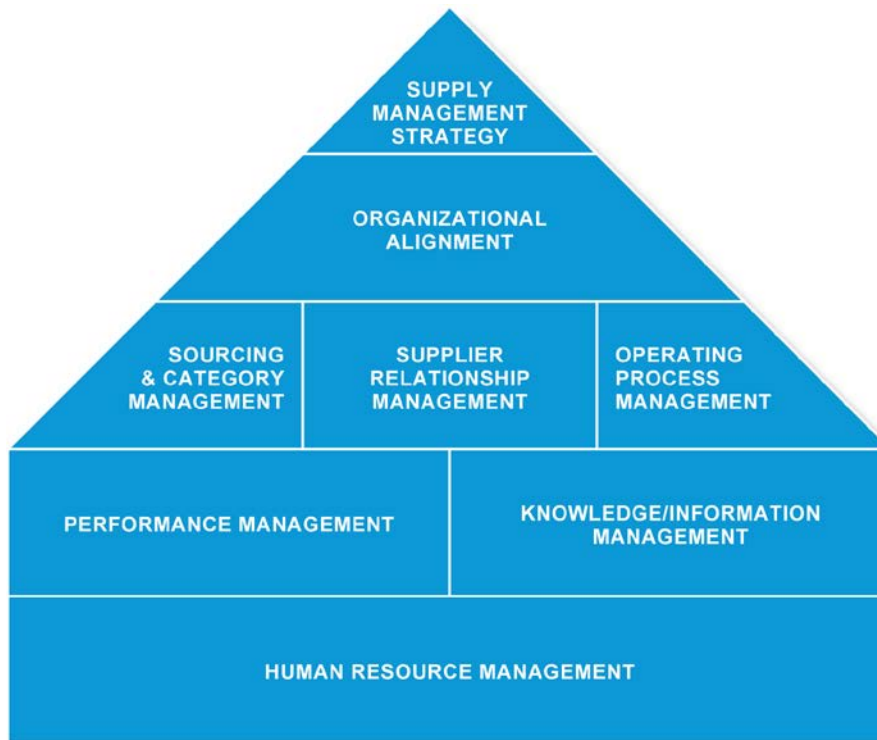 SUPPLY
MANAGEMENT
STRATEGY
ORGANIZATIONAL
ALIGNMENT
SOURCING
& CATEGORY
MANAGEMENT
SUPPLIER
RELATIONSHIP
MANAGEMENT
OPERATING
PROCESS
MANAGEMENT
PERFORMANCE MANAGEMENT
KNOWLEDGE/INFORMATION
MANAGEMENT
HUMAN RESOURCE MANAGEMENT